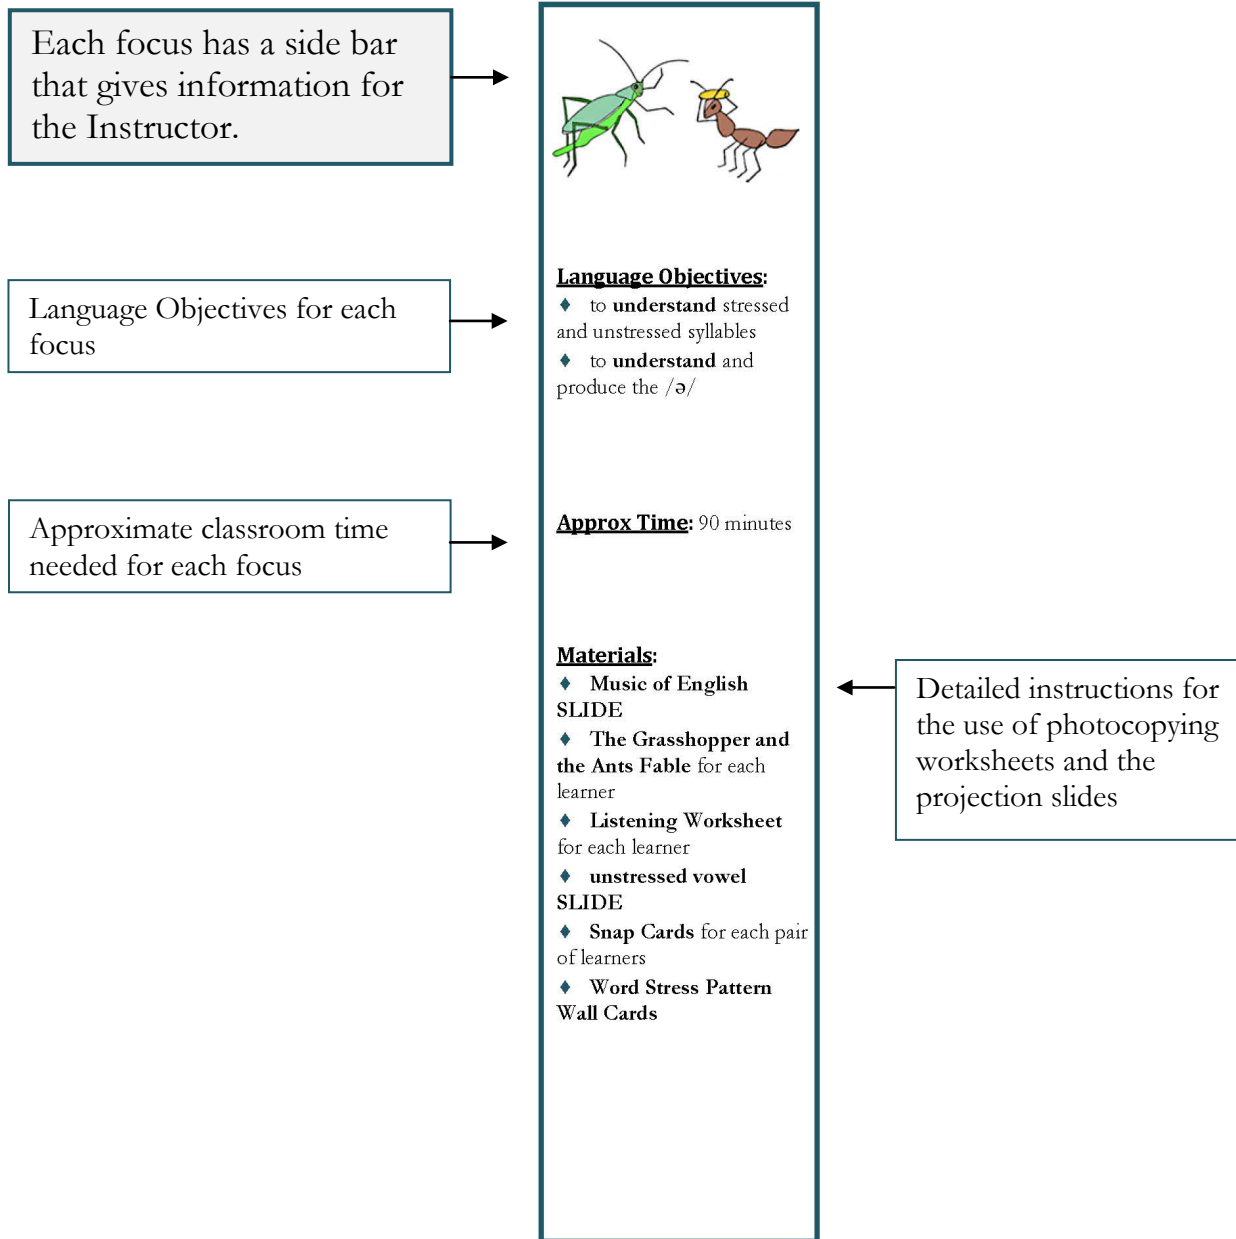 Each focus has a side bar
that gives information for
the Instructor.
Language Objectives for each
focus
Approximate classroom time
needed for each focus
Language Objectives:
♦ to understand stressed
and unstressed syllables
♦ to understand and
produce the /ə/
Approx Time: 90 minutes
Materials:
♦ Music of English
SLIDE
♦ The Grasshopper and
the Ants Fable for each
learner
♦ Listening Worksheet
for each learner
♦ unstressed vowel
SLIDE
♦ Snap Cards for each pair
of learners
♦ Word Stress Pattern
Wall Cards
Detailed instructions for
the use of photocopying
worksheets and the
projection slides